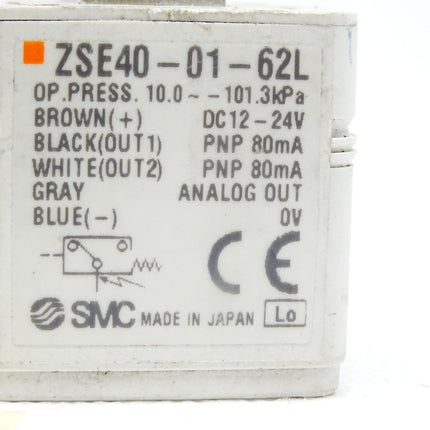 ZSE40-01-62L
OP.PRESS. 10.0~-101.3kPa
BROWN(+) DC12-24V
BLACK(OUT1) PNP 80mA
WHITE(OUT2) PNP 80mA
GRAY ANALOG OUT
BLUE(-) 0V
CE
SMC MADE IN JAPAN Lo